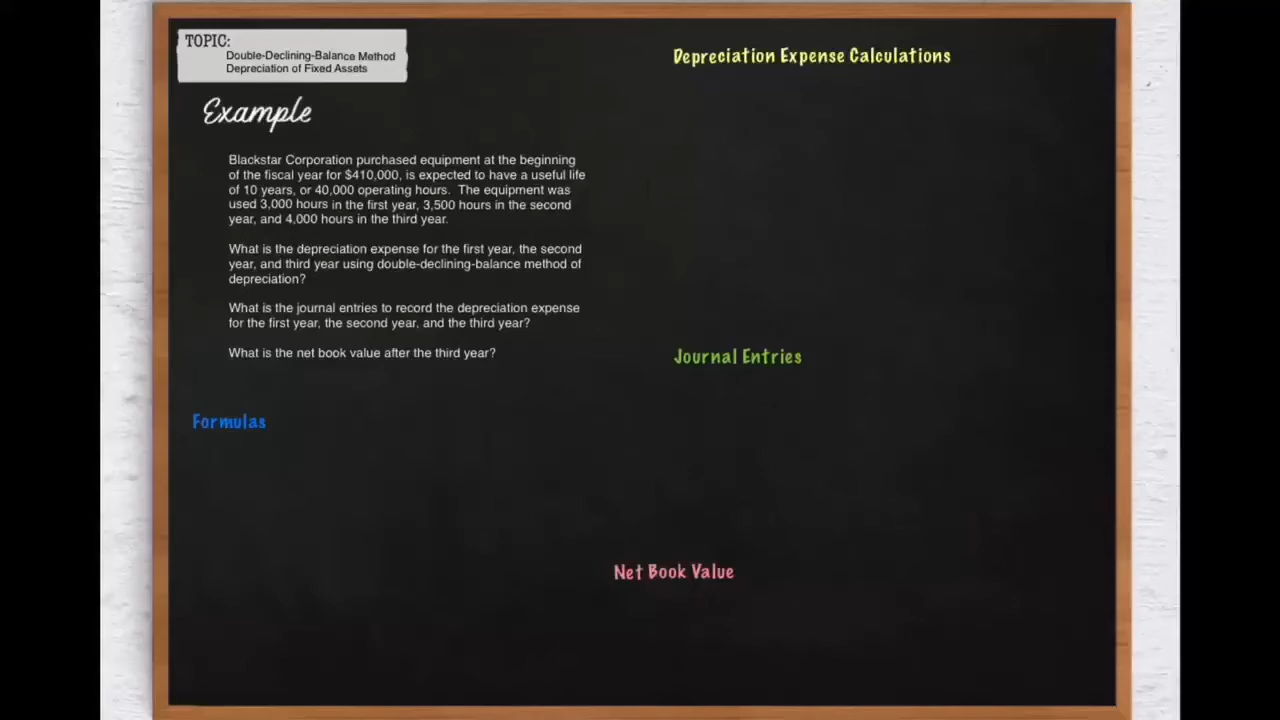 TOPIC:
Double-Declining-Balance Method
Depreciation of Fixed Assets
Example
Blackstar Corporation purchased equipment at the beginning
of the fiscal year for $410,000, is expected to have a useful life
of 10 years, or 40,000 operating hours.  The equipment was
used 3,000 hours in the first year, 3,500 hours in the second
year, and 4,000 hours in the third year.
What is the depreciation expense for the first year, the second
year, and third year using double-declining-balance method of
depreciation?
What is the journal entries to record the depreciation expense
for the first year, the second year, and the third year?
What is the net book value after the third year?
Formulas
Depreciation Expense Calculations
Journal Entries
Net Book Value